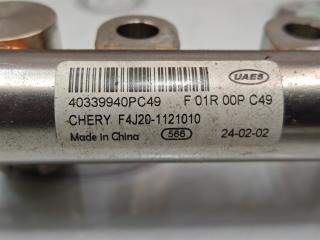 UAES
40339940PC49 F 01R 00P C49
CHERY F4J20-1121010
Made in China 566 24-02-02